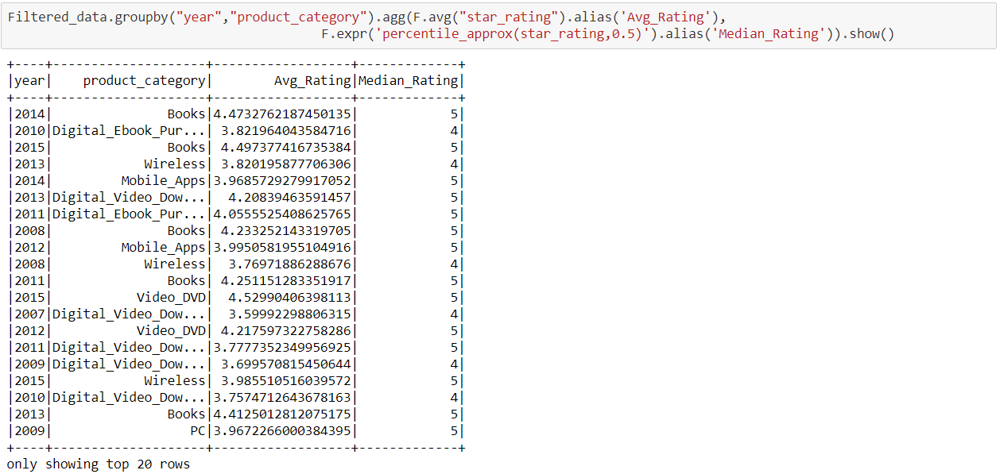 Filtered_data.groupby("year","product_category").agg(F.avg("star_rating").alias('Avg_Rating'),
                                         F.expr('percentile_approx(star_rating,0.5)').alias('Median_Rating')).show()
+----+--------------------+------------------+-------------+
|year|    product_category|        Avg_Rating|Median_Rating|
+----+--------------------+------------------+-------------+
|2014|               Books|4.4732762187450135|            5|
|2010|Digital_Ebook_Pur...| 3.821964043584716|            4|
|2015|               Books| 4.497377416735384|            5|
|2013|            Wireless| 3.820195877706306|            4|
|2014|         Mobile_Apps|3.9685729279917052|            5|
|2013|Digital_Video_Dow...|  4.20839463591457|            5|
|2011|Digital_Ebook_Pur...|4.0555525408625765|            5|
|2008|               Books| 4.233252143319705|            5|
|2012|         Mobile_Apps|3.9950581955104916|            5|
|2008|            Wireless|  3.76971886288676|            4|
|2011|               Books| 4.251151283351917|            5|
|2015|           Video_DVD|  4.52990406398113|            5|
|2007|Digital_Video_Dow...|  3.59992298806315|            4|
|2012|           Video_DVD| 4.217597322758286|            5|
|2011|Digital_Video_Dow...|3.7777352349956925|            5|
|2009|Digital_Video_Dow...| 3.699570815450644|            4|
|2015|            Wireless| 3.985510516039572|            5|
|2010|Digital_Video_Dow...|3.7574712643678163|            4|
|2013|               Books|4.4125012812075175|            5|
|2009|                  PC|3.9672266000384395|            5|
+----+--------------------+------------------+-------------+
only showing top 20 rows